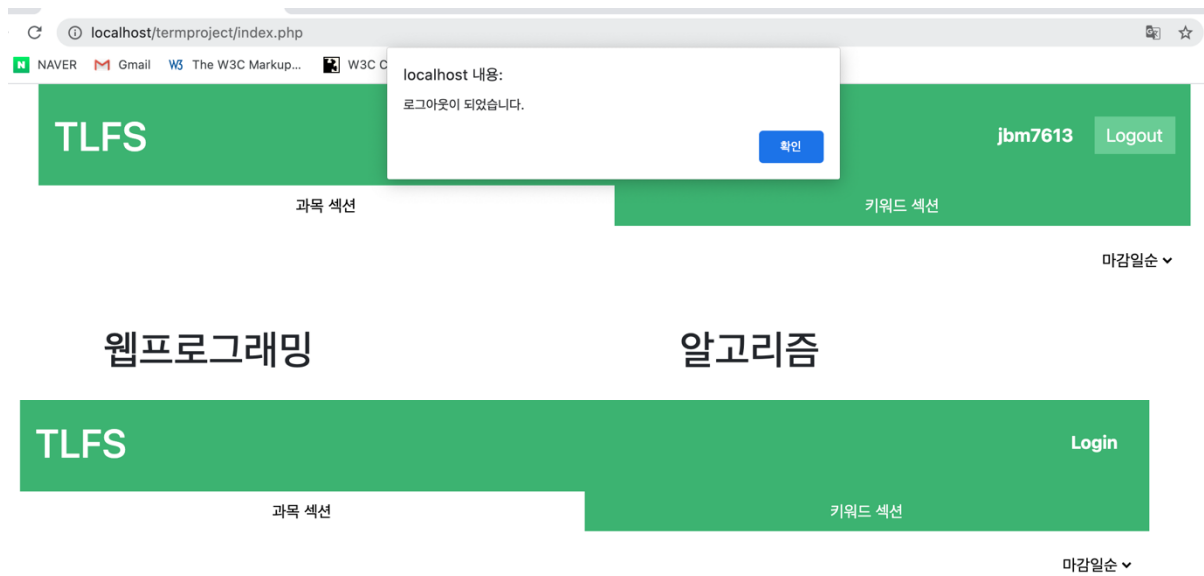 localhost/termproject/index.php
NAVER Gmail The W3C Markup... W3C C
localhost 내용:
로그아웃이 되었습니다.
확인
TLFS
jbm7613 Logout
과목 섹션 키워드 섹션
마감일순
웹프로그래밍 알고리즘
TLFS
Login
과목 섹션 키워드 섹션
마감일순